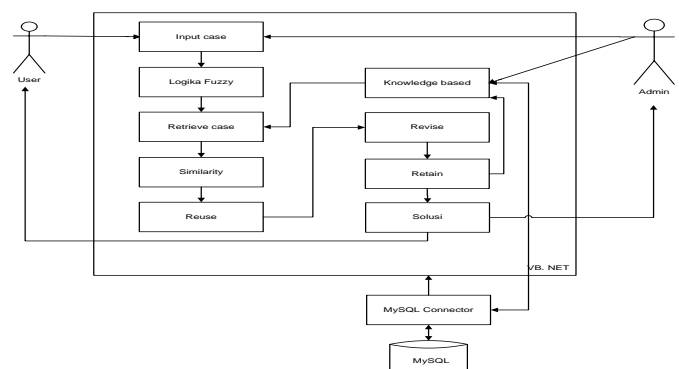 Input case
User
Logika Fuzzy
Knowledge based
Admin
Retrieve case
Revise
Similarity
Retain
Reuse
Solusi
VB. NET
MySQL Connector
MySQL